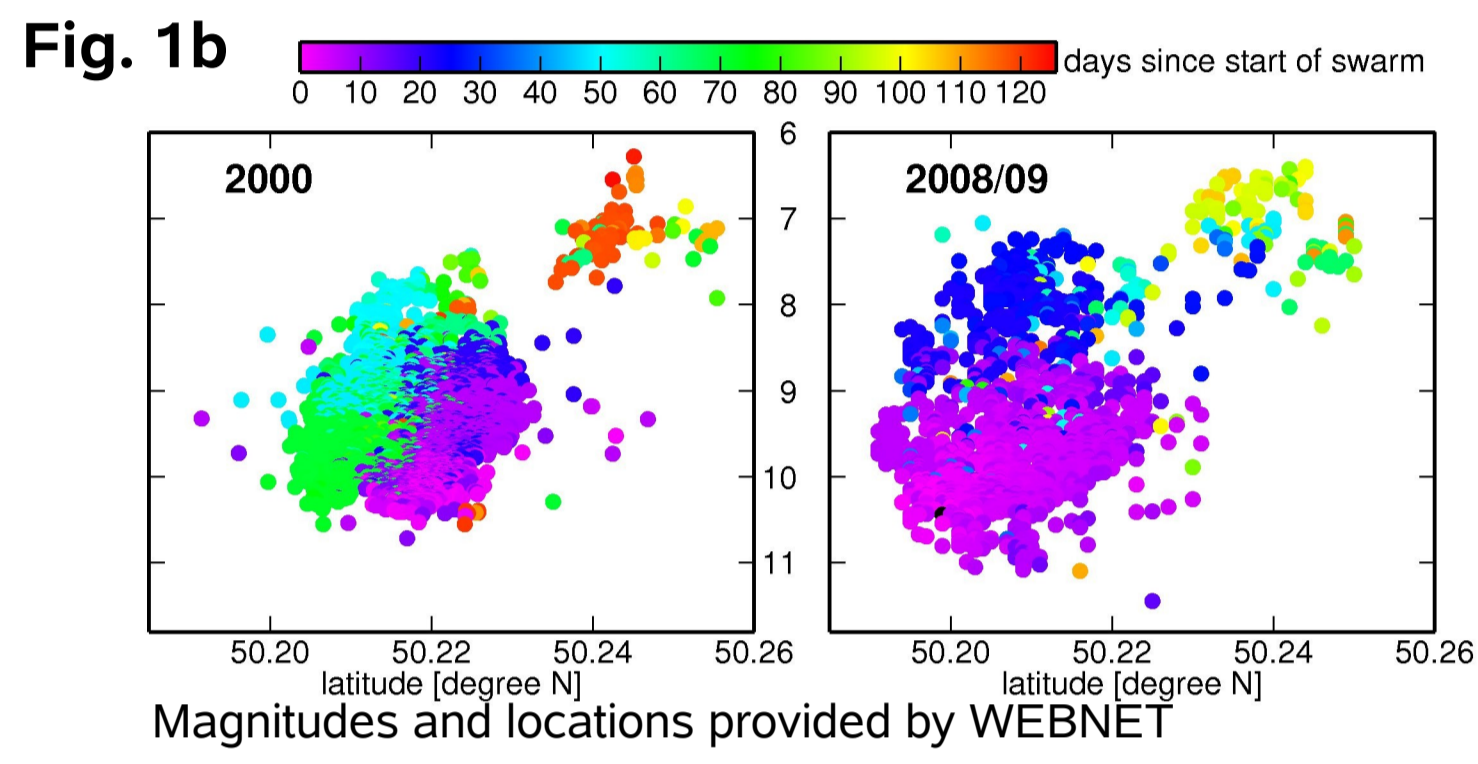 Fig. 1b
days since start of swarm
0 10 20 30 40 50 60 70 80 90 100 110 120
2000
2008/09
6
7
8
9
10
11
50.20 50.22 50.24 50.26
50.20 50.22 50.24 50.26
latitude [degree N]
latitude [degree N]
Magnitudes and locations provided by WEBNET